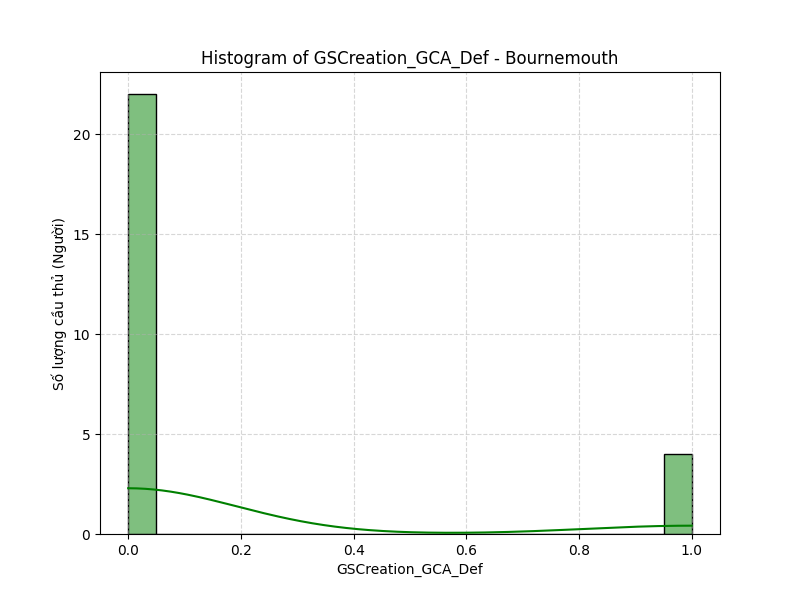 Histogram of GSCreation_GCA_Def - Bournemouth
Số lượng cầu thủ (Người)
20
15
10
5
0
0.0 0.2 0.4 0.6 0.8 1.0
GSCreation_GCA_Def